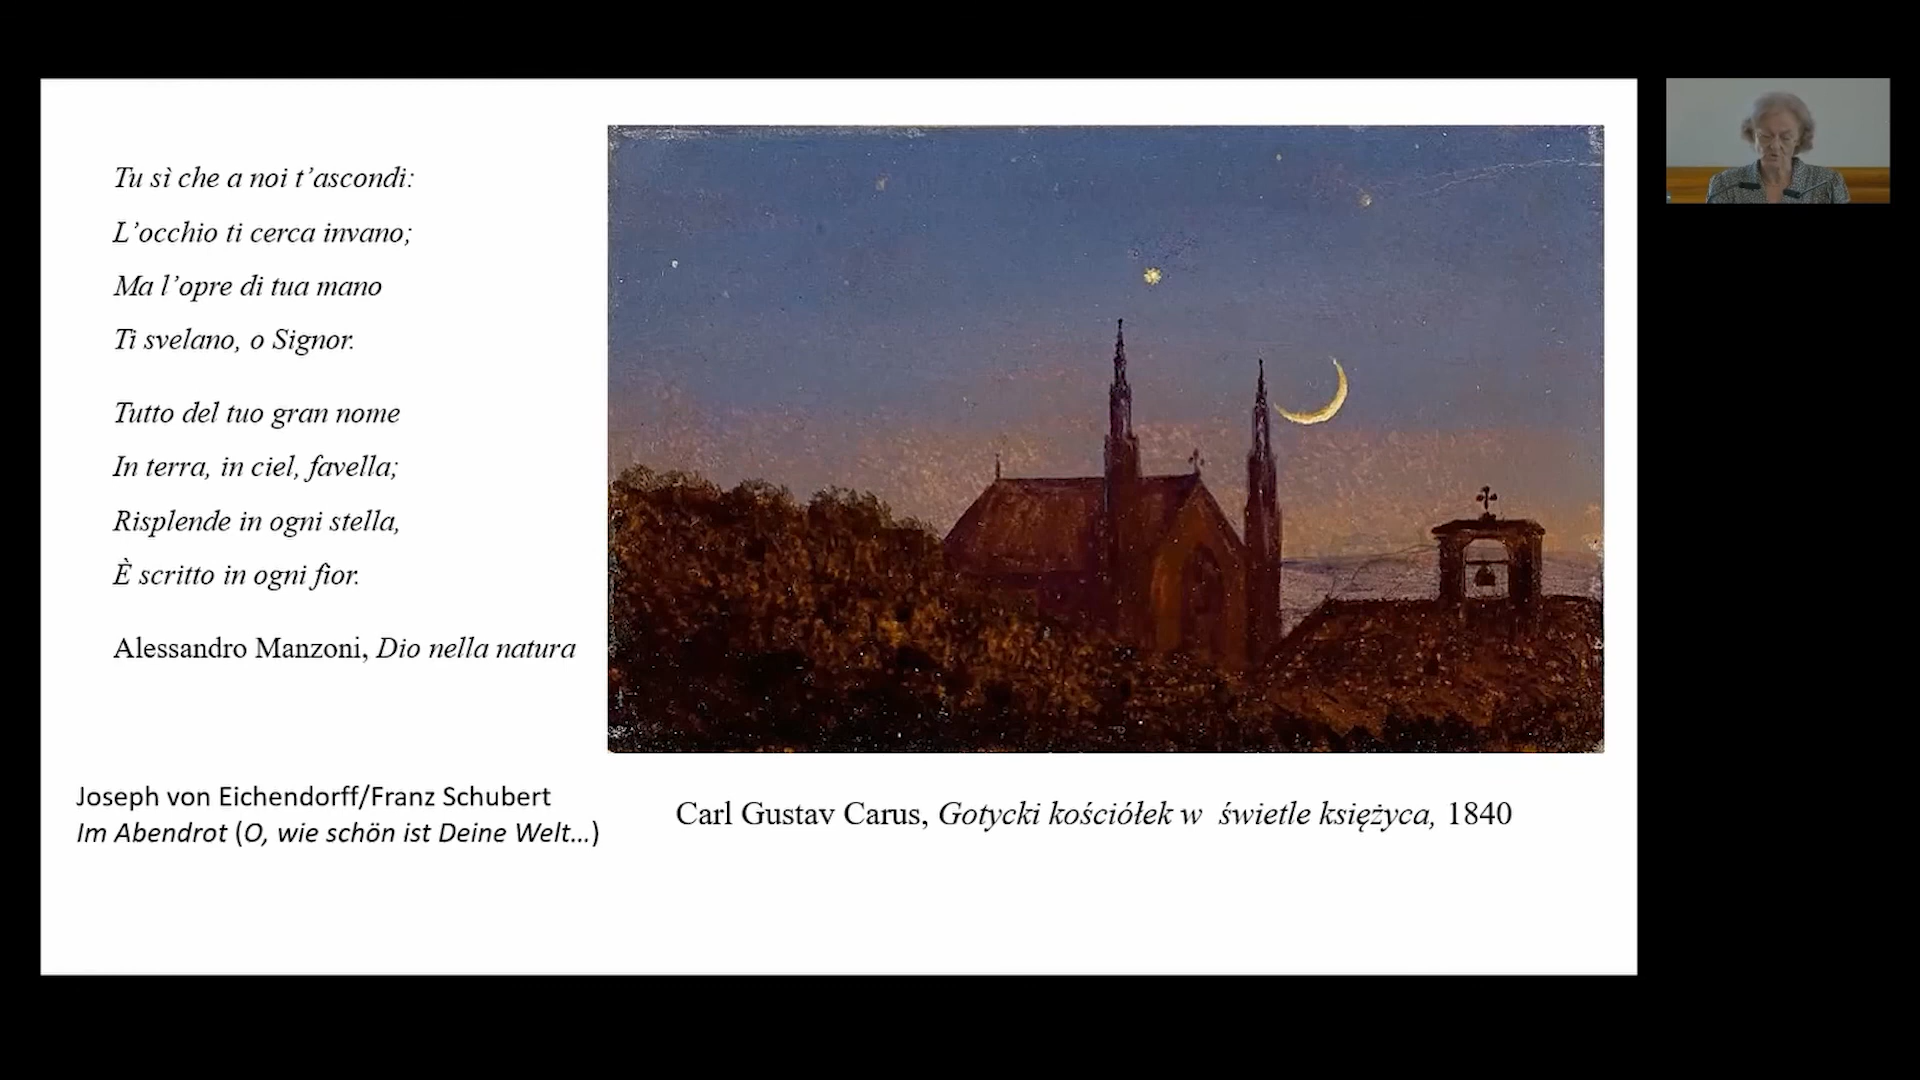 Tu sì che a noi t’ascondi:
L’occhio ti cerca invano;
Ma l’opre di tua mano
Ti svelano, o Signor.
Tutto del tuo gran nome
In terra, in ciel, favella;
Risplende in ogni stella,
È scritto in ogni fior.
Alessandro Manzoni, Dio nella natura
Joseph von Eichendorff/Franz Schubert
Im Abendrot (O, wie schön ist Deine Welt…)
Carl Gustav Carus, Gotycki kościółek w świetle księżyca, 1840